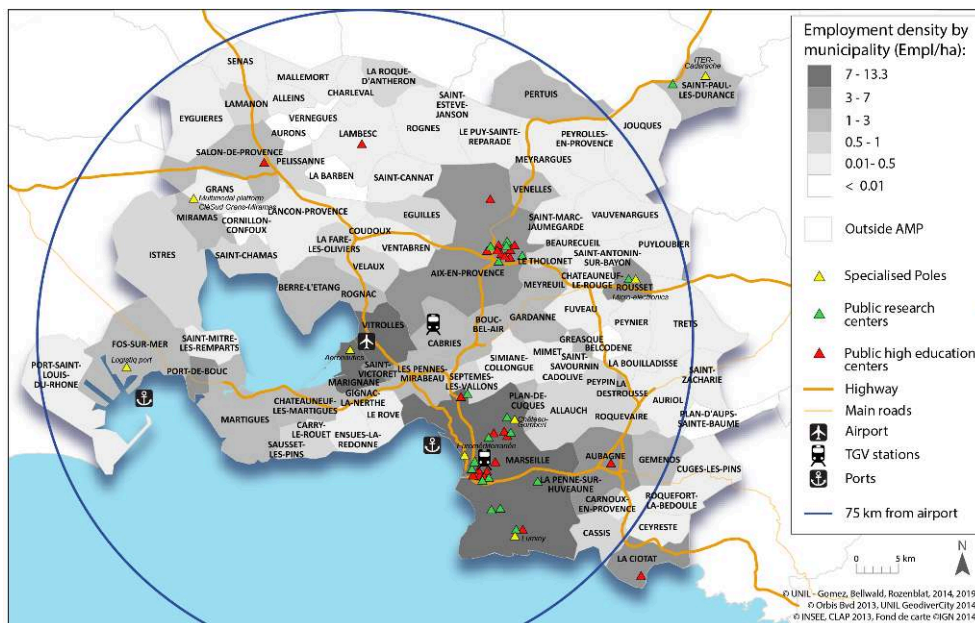 SENAS
MALLEMORT
LA ROQUE-
D'ANTHERON
ALLEINS
CHARLEVAL
LAMANON
VERNEGUES
SAINT-
ESTEVE-
JANSON
EYGUIERES
AURONS
LAMBESC
ROGNES
SALON-DE-PROVENCE
PELISSANNE
LA BARBEN
SAINT-CANNAT
LE PUY-SAINTE-
REPARADE
PERTUIS
ITER-
Cadarache
SAINT-PAUL-
LES-DURANCE
JOUQUES
PEYROLLES-
EN-PROVENCE
MEYRARGUES
VENELLES
GRANS
Multimodal platform
CléSud Grans-Miramas
MIRAMAS
CORNILLON-
CONFOUX
LANCON-PROVENCE
EGUILLES
SAINT-MARC-
JAUMEGARDE
VAUVENARGUES
ISTRES
SAINT-CHAMAS
LA FARE-
LES-OLIVIERS
COUDOUX
VENTABREN
VELAUX
AIX-EN-PROVENCE
LE THOLONET
BEAURECUEIL
SAINT-ANTONIN-
SUR-BAYON
PUYLOUBIER
CHATEAUNEUF-
LE-ROUGE
ROUSSET
Micro-electronics
MEYREUIL
BERRE-L'ETANG
ROGNAC
VITROLLES
BOUC-
BEL-AIR
GARDANNE
FUVEAU
PEYNIER
TRETS
FOS-SUR-MER
SAINT-MITRE-
LES-REMPARTS
Logistiq port
PORT-SAINT-
LOUIS-
DU-RHONE
PORT-DE-BOUC
Aeronautics
SAINT-
VICTORET
MARIGNANE
CABRIES
GREASQUE
BELCODENE
SIMIANE-
COLLONGUE
MIMET
SAINT-
SAVOURNIN
CADOLIVE
LA BOUILLADISSE
LES PENNES-
MIRABEAU
SEPTEMES-
LES-VALLONS
PEYPIN
LA
DESTROUSSE
SAINT-
ZACHARIE
MARTIGUES
CHATEAUNEUF-
LES-MARTIGUES
GIGNAC-
LA-NERTHE
LE ROVE
CARRY-
LE-ROUET
ENSUES-LA-
REDONNE
SAUSSET-
LES-PINS
PLAN-DE-
CUQUES
Château-
Gombert
ALLAUCH
ROQUEVAIRE
AURIOL
PLAN-D'AUPS-
SAINTE-BAUME
Euroméditerranée
MARSEILLE
AUBAGNE
GEMENOS
CUGES-LES-PINS
LA PENNE-SUR-
HUVEAUNE
CARNOUX-
EN-PROVENCE
ROQUEFORT-
LA-BEDOULE
CASSIS
CEYRESTE
Luminy
LA CIOTAT
Employment density by
municipality (Empl/ha):
7 - 13.3
3 - 7
1 - 3
0.5 - 1
0.01- 0.5
< 0.01
Outside AMP
Specialised Poles
Public research
centers
Public high education
centers
Highway
Main roads
Airport
TGV stations
Ports
75 km from airport
0 5 km
N
© UNIL - Gomez, Bellwald, Rozenblat, 2014, 2019
© Orbis Bvd 2013, UNIL GeodiverCity 2014
© INSEE, CLAP 2013, Fond de carte ©IGN 2014